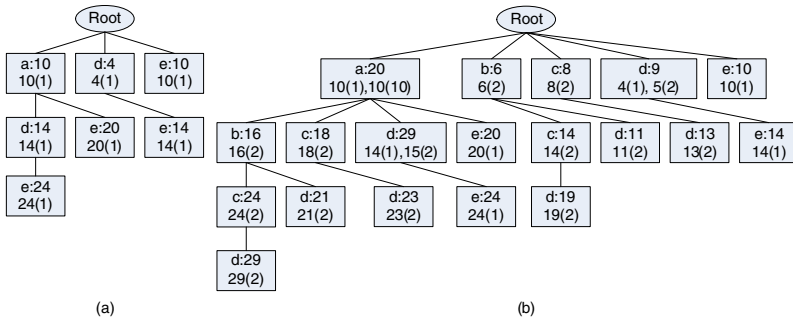 Root
a:10
10(1)
d:4
4(1)
e:10
10(1)
d:14
14(1)
e:20
20(1)
e:14
14(1)
e:24
24(1)
(a)
Root
a:20
10(1),10(10)
b:6
6(2)
c:8
8(2)
d:9
4(1), 5(2)
e:10
10(1)
b:16
16(2)
c:18
18(2)
d:29
14(1),15(2)
e:20
20(1)
c:14
14(2)
d:11
11(2)
d:13
13(2)
e:14
14(1)
c:24
24(2)
d:21
21(2)
d:23
23(2)
e:24
24(1)
d:19
19(2)
d:29
29(2)
(b)